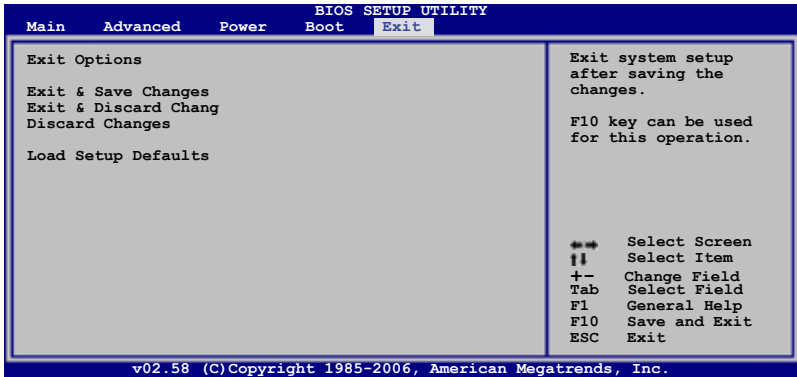 BIOS SETUP UTILITY
Main Advanced Power Boot Exit
Exit Options
Exit & Save Changes
Exit & Discard Chang
Discard Changes
Load Setup Defaults
Exit system setup
after saving the
changes.
F10 key can be used
for this operation.
←→ Select Screen
↑↓ Select Item
+- Change Field
Tab Select Field
F1 General Help
F10 Save and Exit
ESC Exit
v02.58 (C)Copyright 1985-2006, American Megatrends, Inc.